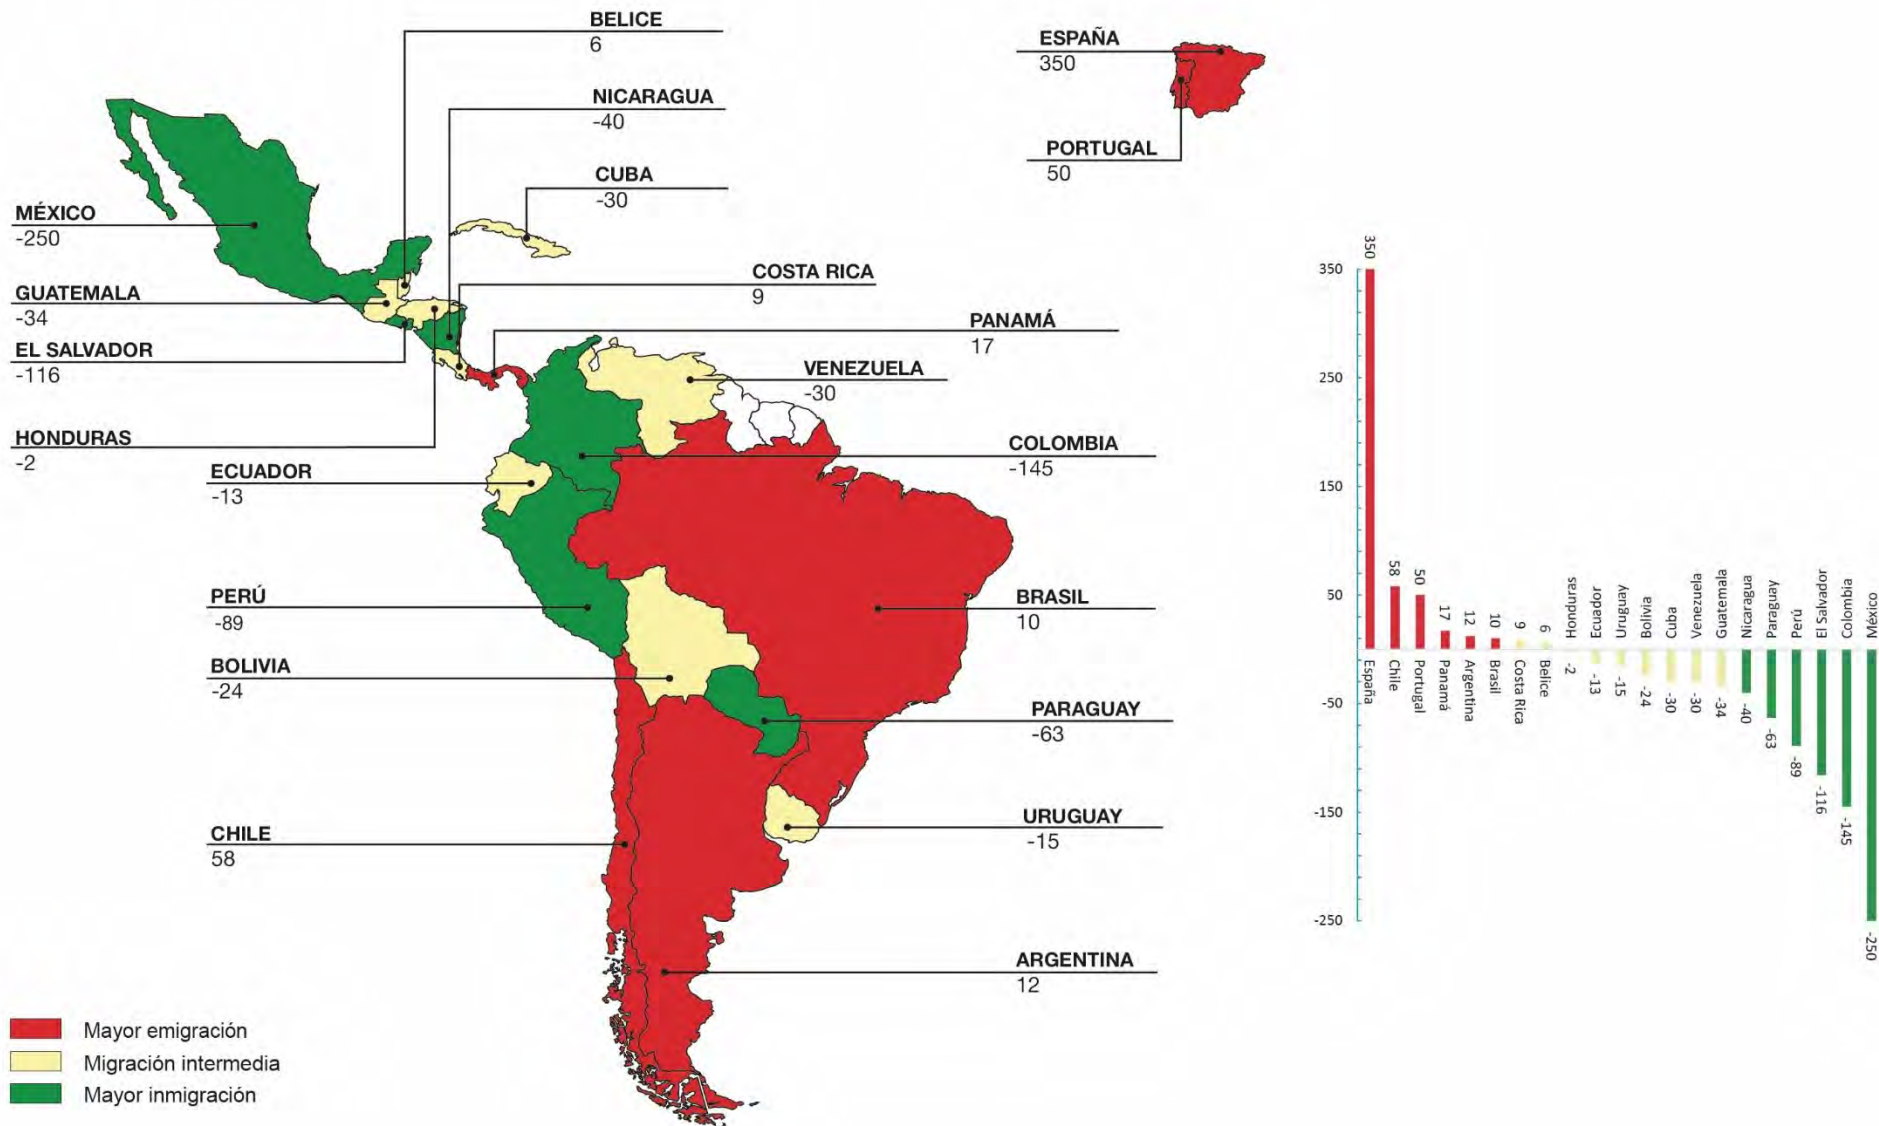 BELICE
6
NICARAGUA
-40
CUBA
-30
MÉXICO
-250
COSTA RICA
9
GUATEMALA
-34
PANAMÁ
17
EL SALVADOR
-116
VENEZUELA
-30
HONDURAS
-2
COLOMBIA
-145
ECUADOR
-13
PERÚ
-89
BRASIL
10
BOLIVIA
-24
PARAGUAY
-63
URUGUAY
-15
CHILE
58
ARGENTINA
12
ESPAÑA
350
PORTUGAL
50
Mayor emigración
Migración intermedia
Mayor inmigración
350
250
150
50
-50
-150
-250
350
España
58
Chile
50
Portugal
17
Panamá
12
Argentina
10
Brasil
9
Costa Rica
6
Belice
Honduras
-2
Ecuador
-13
Uruguay
-15
Bolivia
-24
Cuba
-30
Venezuela
-30
Guatemala
-34
Nicaragua
-40
Paraguay
-63
Perú
-89
El Salvador
-116
Colombia
-145
México
-250